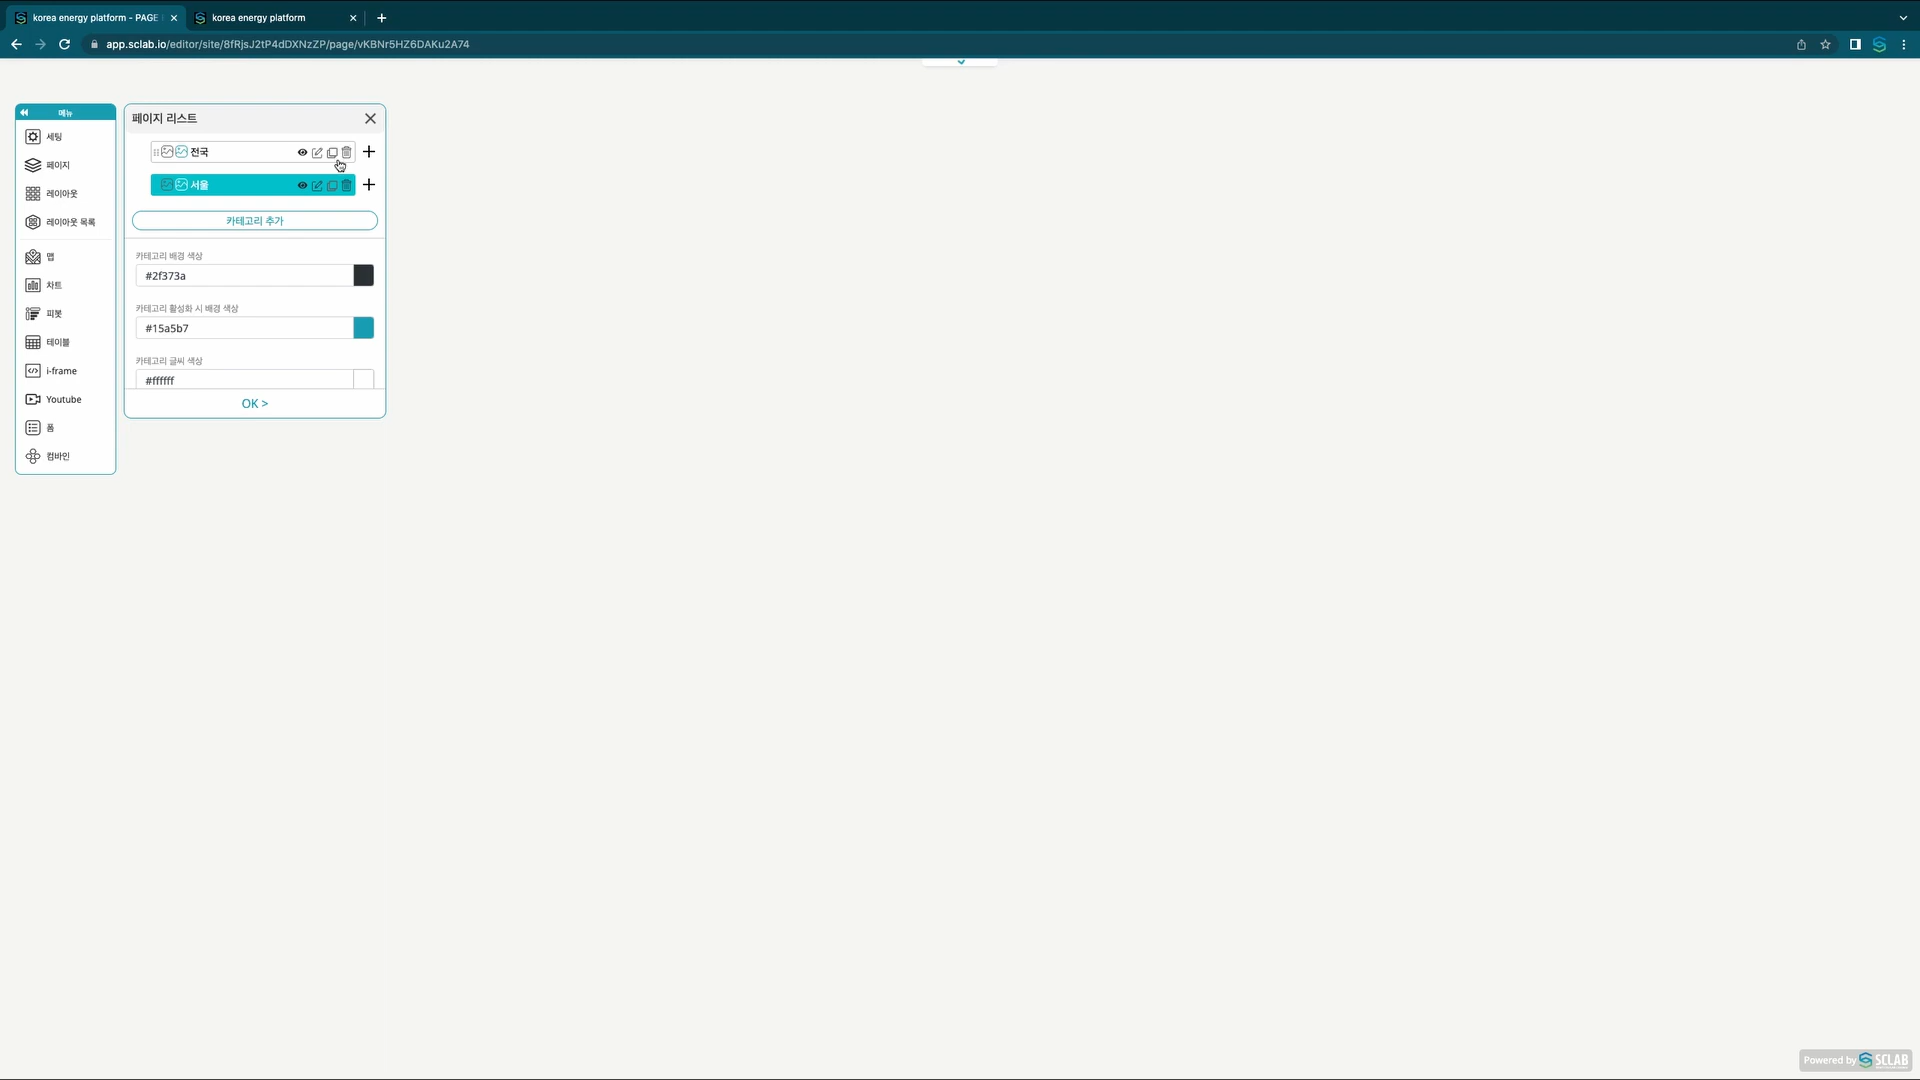 korea energy platform - PAGE
korea energy platform
app.sclab.io/editor/site/8fRjsJ2tP4dDXNzZP/page/vKBNr5HZ6DAKu2A74
메뉴
세팅
페이지
레이아웃
레이아웃 목록
맵
차트
피봇
테이블
i-frame
Youtube
폼
컴바인
페이지 리스트
전국
서울
카테고리 추가
카테고리 배경 색상
#2f373a
카테고리 활성화 시 배경 색상
#15a5b7
카테고리 글씨 색상
#ffffff
OK >
Powered by SCLAB